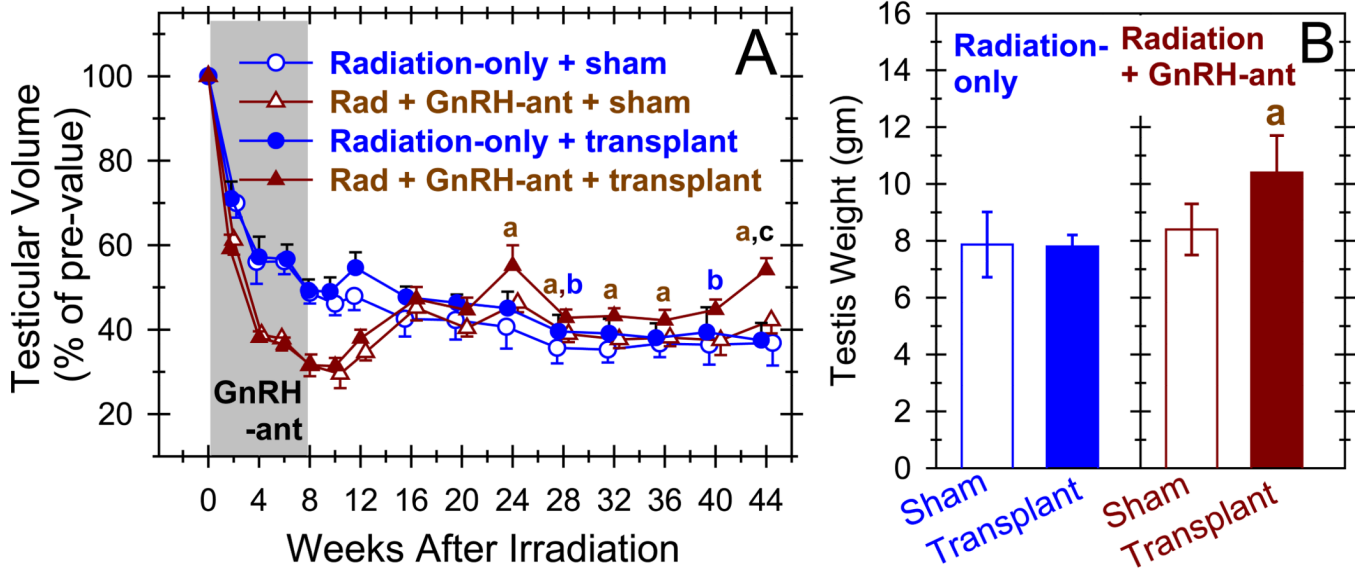 A
Radiation-only + sham
Rad + GnRH-ant + sham
Radiation-only + transplant
Rad + GnRH-ant + transplant
Testicular Volume
(% of pre-value)
100
80
60
40
20
a
a,b
a
a
b
a,c
GnRH
-ant
0 4 8 12 16 20 24 28 32 36 40 44
Weeks After Irradiation
B
Radiation-
only
Radiation
+ GnRH-ant
a
Testis Weight (gm)
16
14
12
10
8
6
4
2
0
Sham
Transplant
Sham
Transplant